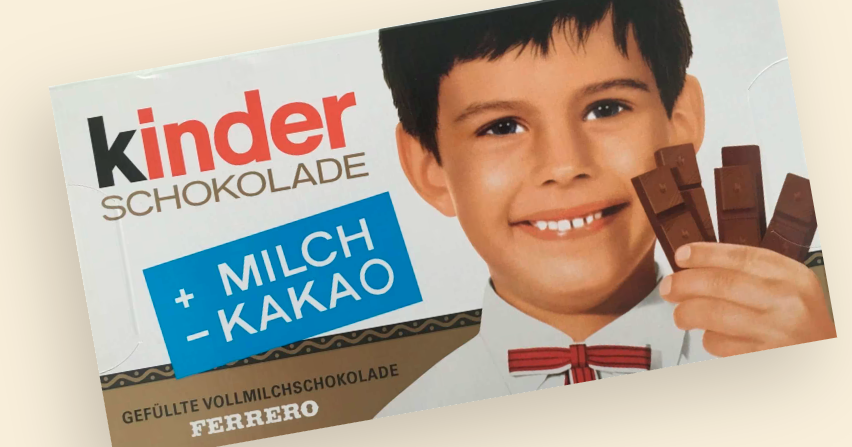 kinder
SCHOKOLADE
+ MILCH
– KAKAO
GEFÜLLTE VOLLMILCHSCHOKOLADE
FERRERO